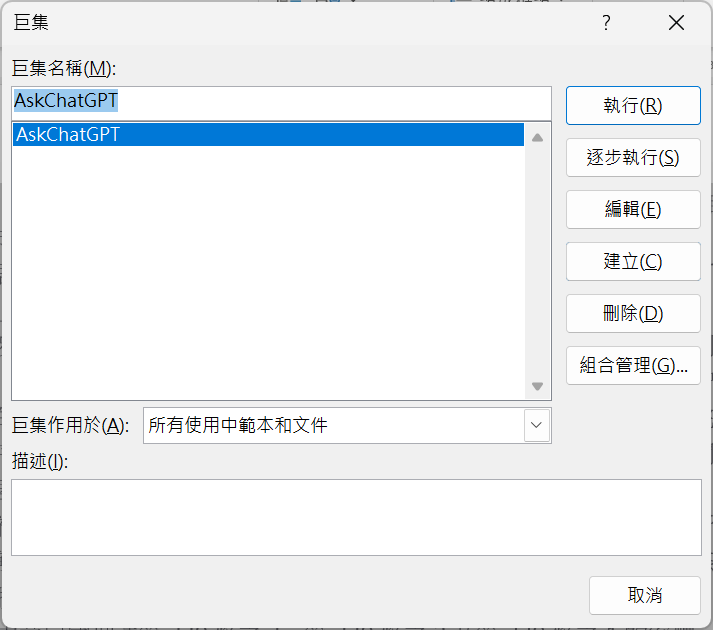 巨集
?
巨集名稱(M):
AskChatGPT
AskChatGPT
執行(R)
逐步執行(S)
編輯(E)
建立(C)
刪除(D)
組合管理(G)...
巨集作用於(A):
所有使用中範本和文件
描述(I):
取消